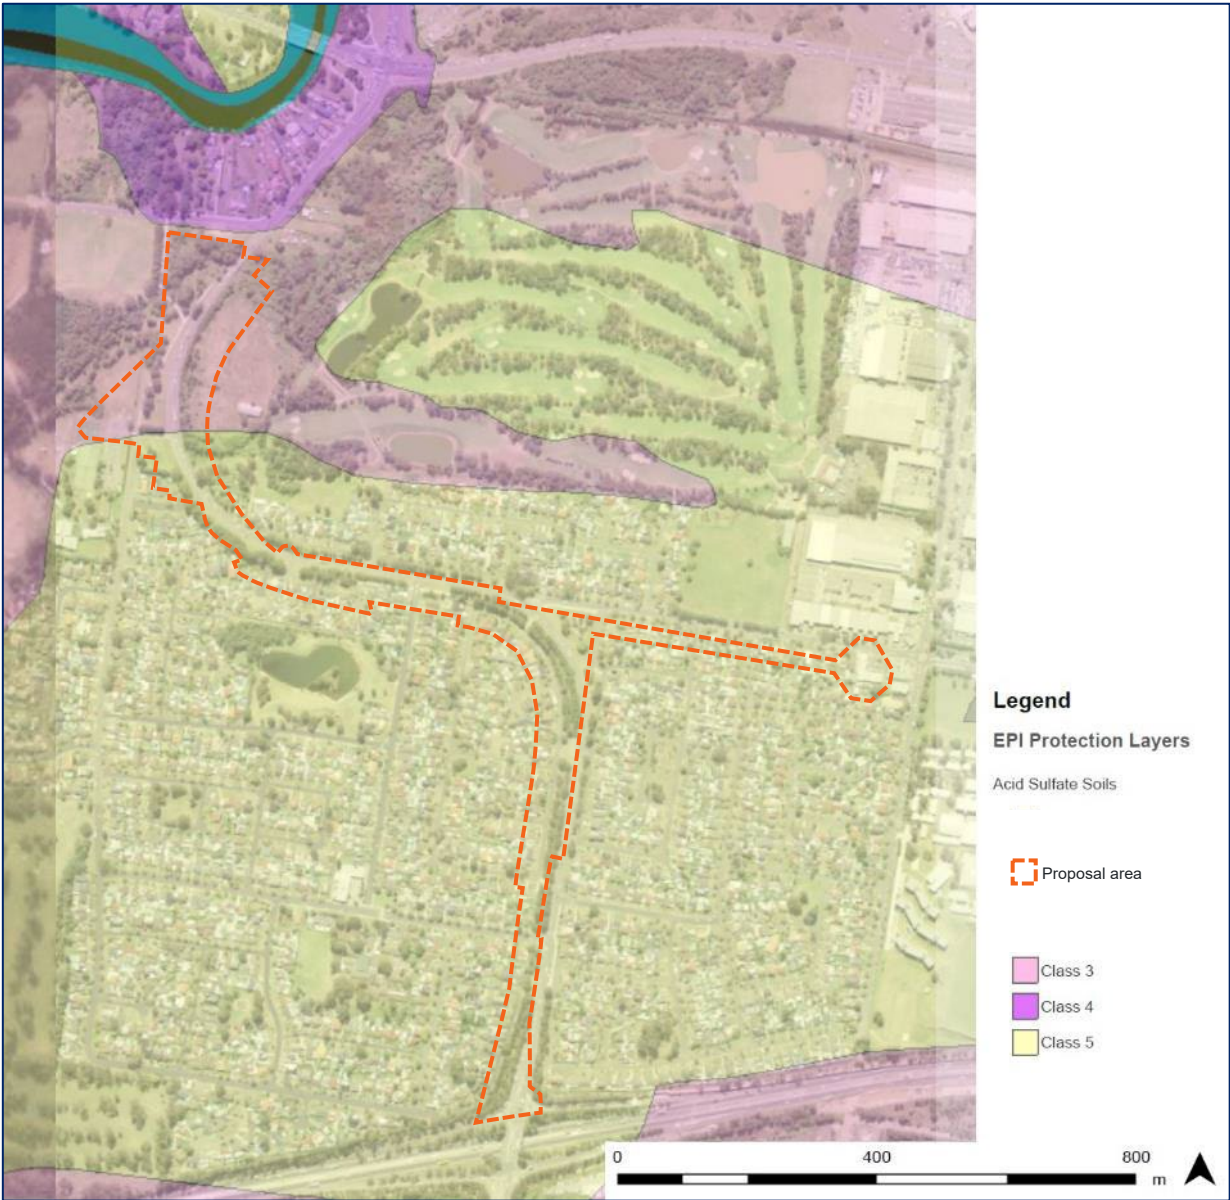 Legend
EPI Protection Layers
Acid Sulfate Soils
Proposal area
Class 3
Class 4
Class 5
0 400 800
m